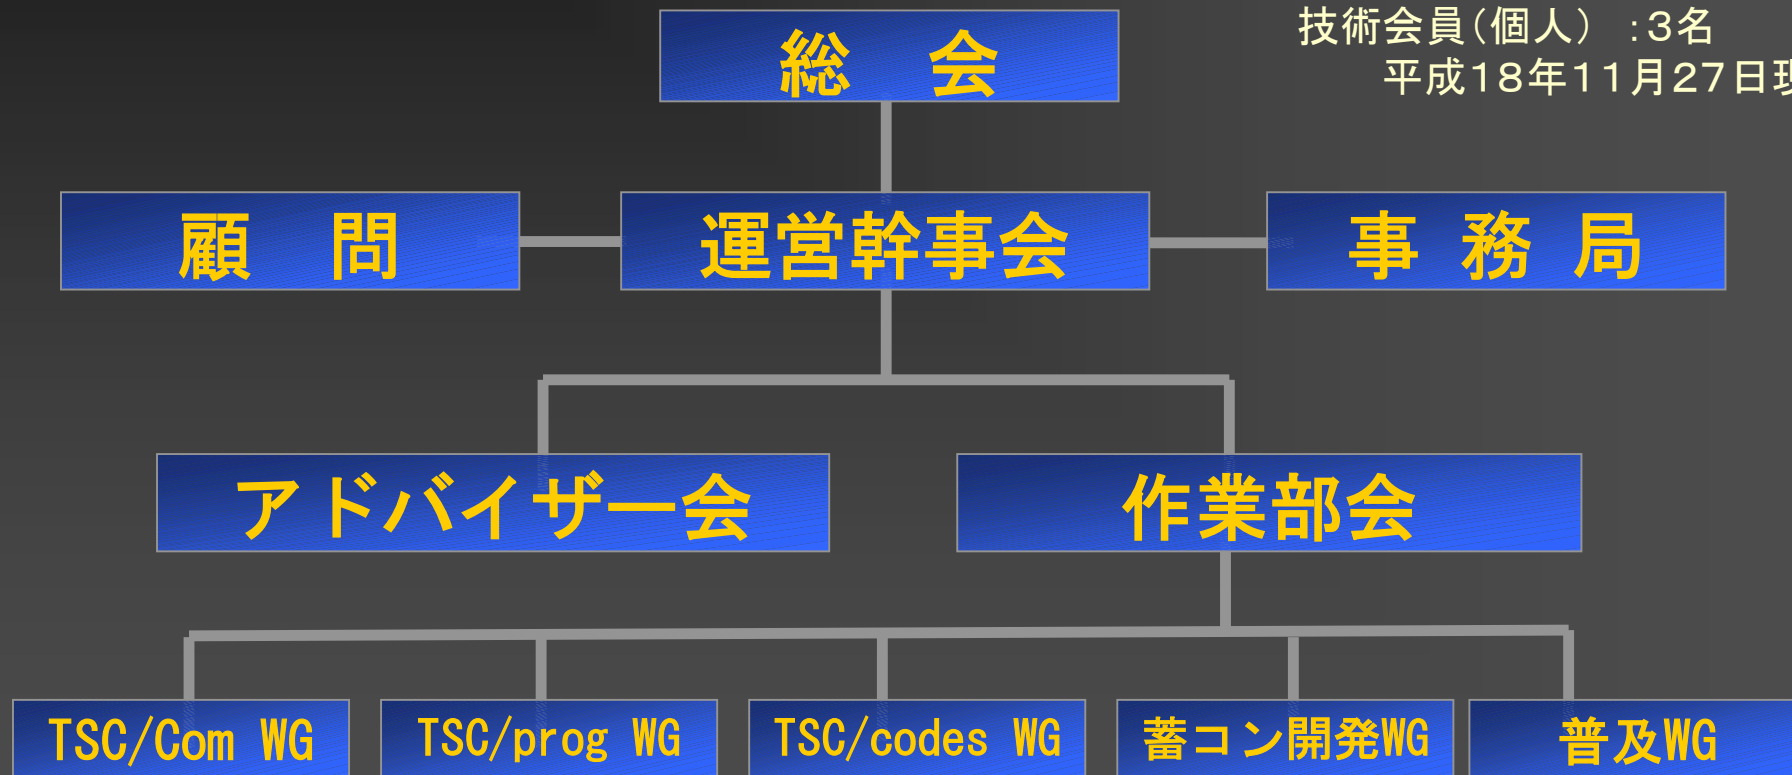 総　会
技術会員(個人)　:3名
平成18年11月27日現
顧　問
運営幹事会
事 務 局
アドバイザー会
作業部会
TSC/Com WG
TSC/prog WG
TSC/codes WG
蓄コン開発WG
普及WG